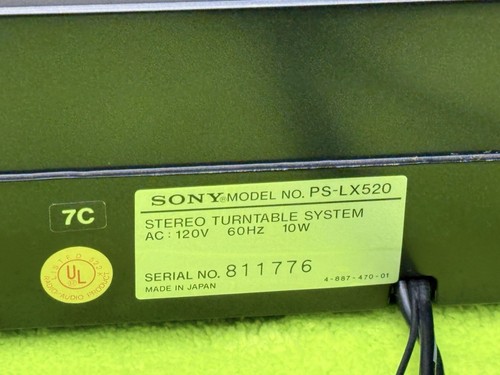 SONY® MODEL NO. PS-LX520
STEREO TURNTABLE SYSTEM
AC: 120V 60Hz 10W
SERIAL NO. 811776
MADE IN JAPAN
4-887-470-01
7C
UL